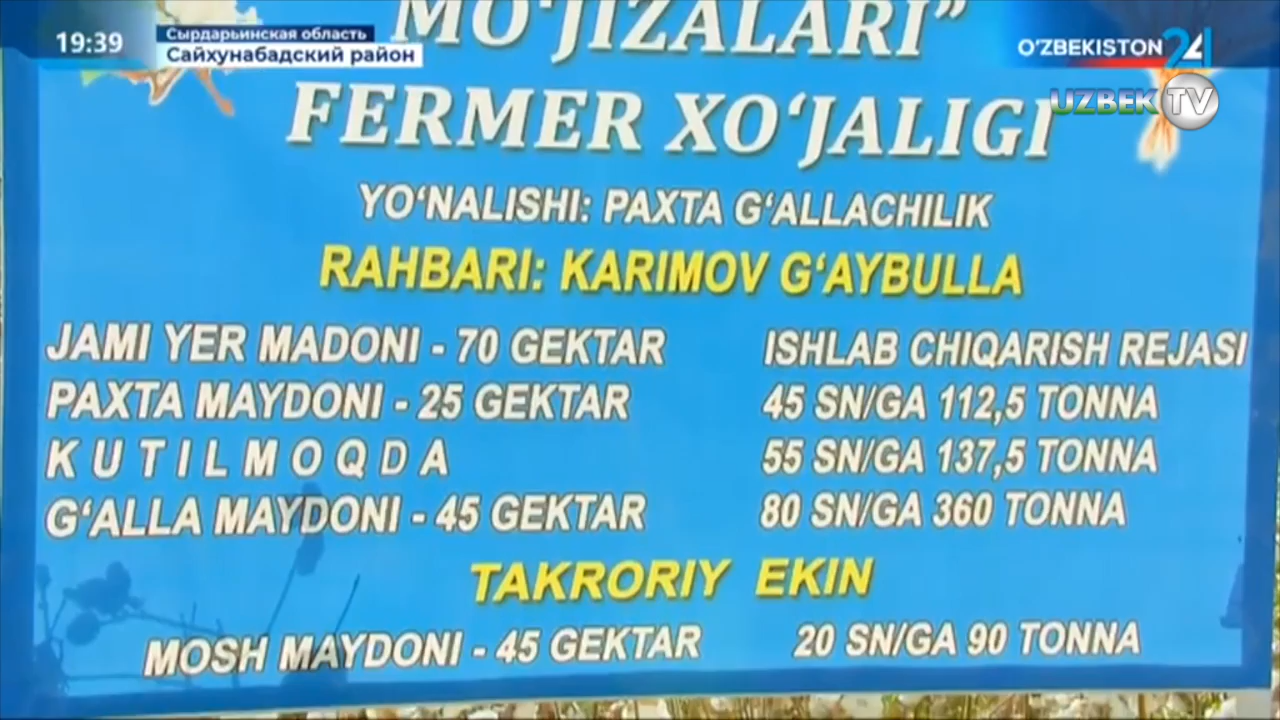 19:39
Сырдарьинская область
Сайхунабадский район
O'ZBEKISTON 24
UZBEK TV
MO‘JIZALARI”
FERMER XO‘JALIGI
YO‘NALISHI: PAXTA G‘ALLACHILIK
RAHBARI: KARIMOV G‘AYBULLA
JAMI YER MADONI - 70 GEKTAR ISHLAB CHIQARISH REJASI
PAXTA MAYDONI - 25 GEKTAR 45 SN/GA 112,5 TONNA
K U T I L M O Q D A 55 SN/GA 137,5 TONNA
G‘ALLA MAYDONI - 45 GEKTAR 80 SN/GA 360 TONNA
TAKRORIY EKIN
MOSH MAYDONI - 45 GEKTAR 20 SN/GA 90 TONNA